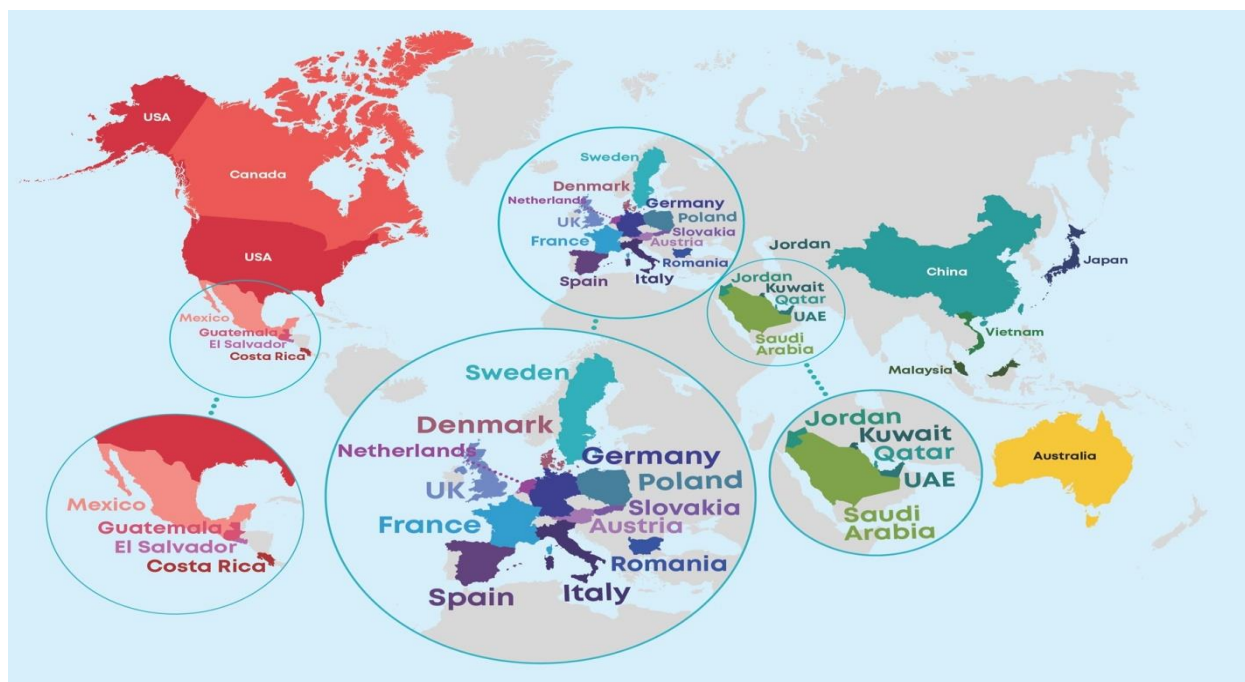 USA
Canada
USA
Mexico
Guatemala
El Salvador
Costa Rica
Sweden
Denmark
Netherlands
Germany
UK
Poland
Slovakia
France
Austria
Romania
Spain
Italy
Jordan
Jordan
Kuwait
Qatar
UAE
Saudi
Arabia
China
Japan
Vietnam
Malaysia
Australia
Mexico
Guatemala
El Salvador
Costa Rica
Sweden
Denmark
Netherlands
Germany
UK
Poland
Slovakia
France
Austria
Romania
Spain
Italy
Jordan
Kuwait
Qatar
UAE
Saudi
Arabia